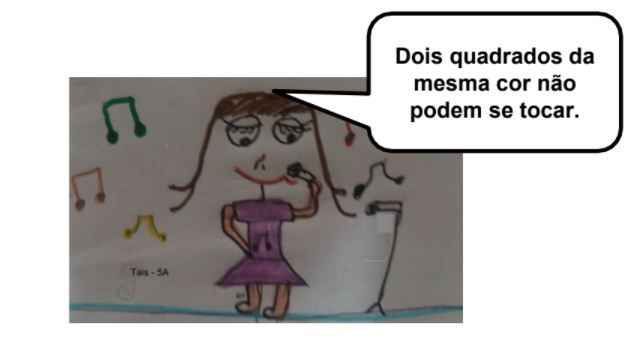 Dois quadrados da
mesma cor não
podem se tocar.
Tais - 5A